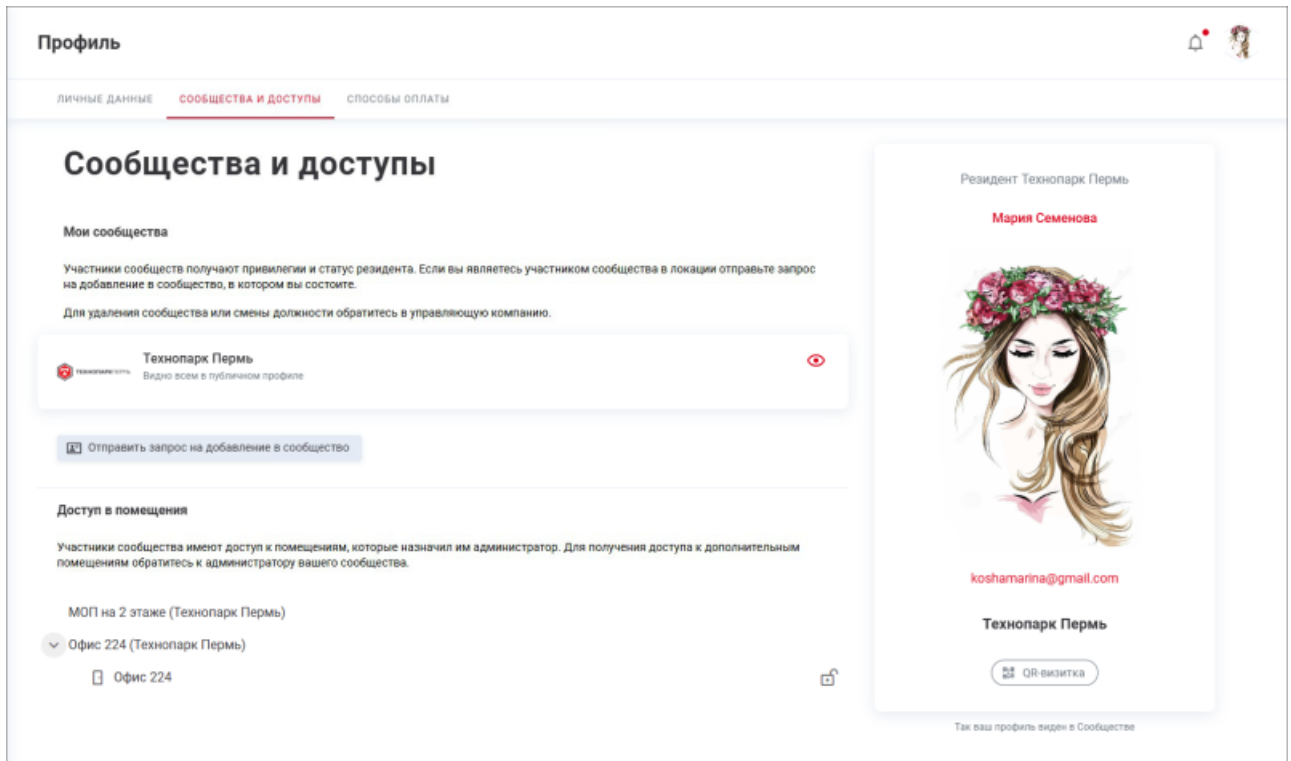 Профиль
ЛИЧНЫЕ ДАННЫЕ СООБЩЕСТВА И ДОСТУПЫ СПОСОБЫ ОПЛАТЫ
Сообщества и доступы
Мои сообщества
Участники сообществ получают привилегии и статус резидента. Если вы являетесь участником сообщества в локации отправьте запрос
на добавление в сообщество, в котором вы состоите.
Для удаления сообщества или смены должности обратитесь в управляющую компанию.
ТЕХНОПАРКПЕРМЬ
Технопарк Пермь
Видно всем в публичном профиле
Отправить запрос на добавление в сообщество
Доступ в помещения
Участники сообщества имеют доступ к помещениям, которые назначил им администратор. Для получения доступа к дополнительным
помещениям обратитесь к администратору вашего сообщества.
МОП на 2 этаже (Технопарк Пермь)
Офис 224 (Технопарк Пермь)
Офис 224
Резидент Технопарк Пермь
Мария Семенова
koshamarina@gmail.com
Технопарк Пермь
QR-визитка
Так ваш профиль виден в Сообществе